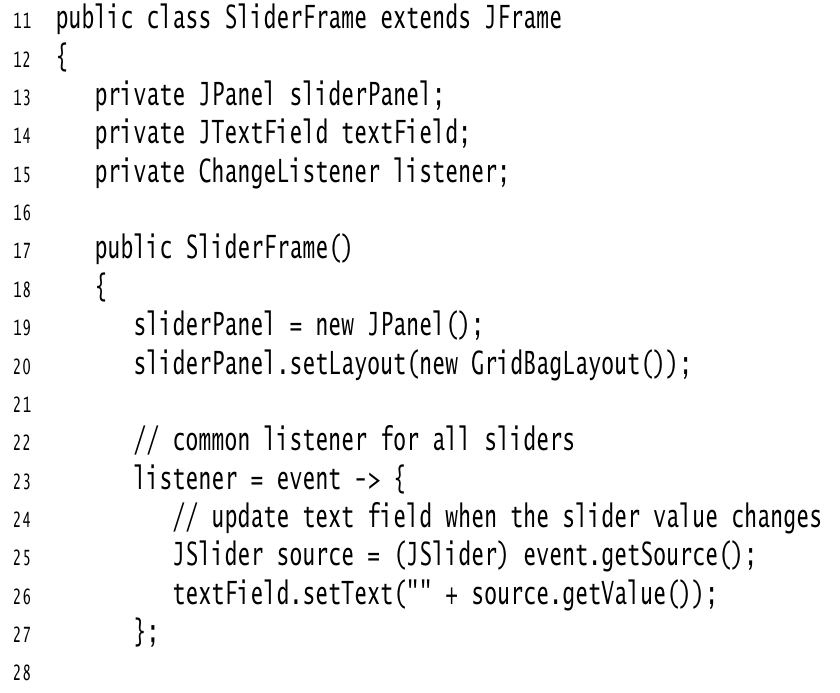 11 public class SliderFrame extends JFrame
12 {
13    private JPanel sliderPanel;
14    private JTextField textField;
15    private ChangeListener listener;
16
17    public SliderFrame()
18    {
19       sliderPanel = new JPanel();
20       sliderPanel.setLayout(new GridBagLayout());
21
22       // common listener for all sliders
23       listener = event -> {
24          // update text field when the slider value changes
25          JSlider source = (JSlider) event.getSource();
26          textField.setText("" + source.getValue());
27       };
28